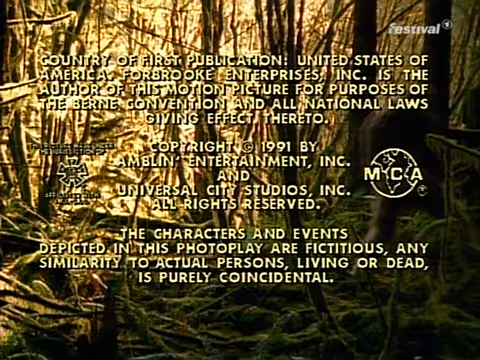 festival
COUNTRY OF FIRST PUBLICATION: UNITED STATES OF
AMERICA. FORBROOKE ENTERPRISES, INC. IS THE
AUTHOR OF THIS MOTION PICTURE FOR PURPOSES OF
THE BERNE CONVENTION AND ALL NATIONAL LAWS
GIVING EFFECT THERETO.
COPYRIGHT © 1991 BY
AMBLIN' ENTERTAINMENT, INC.
AND
UNIVERSAL CITY STUDIOS, INC.
ALL RIGHTS RESERVED.
MCA ®
THE CHARACTERS AND EVENTS
DEPICTED IN THIS PHOTOPLAY ARE FICTITIOUS, ANY
SIMILARITY TO ACTUAL PERSONS, LIVING OR DEAD,
IS PURELY COINCIDENTAL.